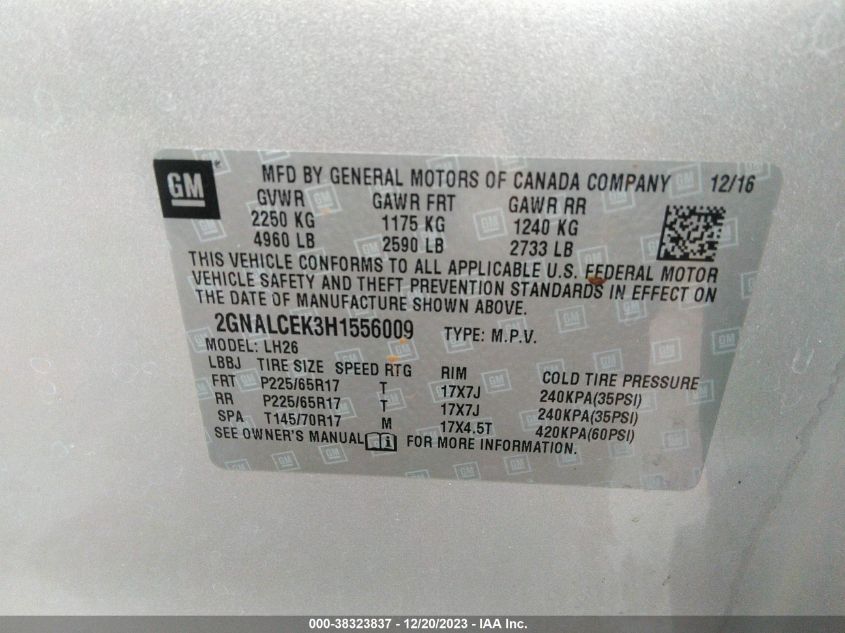 GM MFD BY GENERAL MOTORS OF CANADA COMPANY 12/16
GVWR GAWR FRT GAWR RR
2250 KG 1175 KG 1240 KG
4960 LB 2590 LB 2733 LB
THIS VEHICLE CONFORMS TO ALL APPLICABLE U.S. FEDERAL MOTOR
VEHICLE SAFETY AND THEFT PREVENTION STANDARDS IN EFFECT ON
THE DATE OF MANUFACTURE SHOWN ABOVE.
2GNALCEK3H1556009 TYPE: M.P.V.
MODEL: LH26
LBBJ TIRE SIZE SPEED RTG RIM COLD TIRE PRESSURE
FRT P225/65R17 T 17X7J 240KPA(35PSI)
RR P225/65R17 T 17X7J 240KPA(35PSI)
SPA T145/70R17 M 17X4.5T 420KPA(60PSI)
SEE OWNER'S MANUAL FOR MORE INFORMATION.
000-38323837 - 12/20/2023 - IAA Inc.